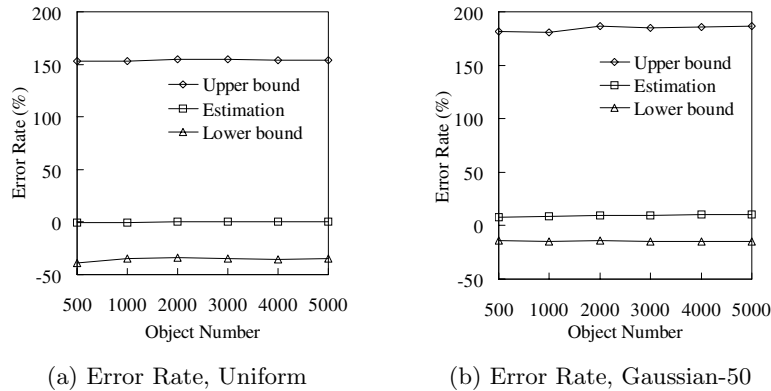 200
150
100
50
0
-50
Error Rate (%)
Upper bound
Estimation
Lower bound
500 1000 2000 3000 4000 5000
Object Number
(a) Error Rate, Uniform
200
150
100
50
0
-50
Error Rate (%)
Upper bound
Estimation
Lower bound
500 1000 2000 3000 4000 5000
Object Number
(b) Error Rate, Gaussian-50